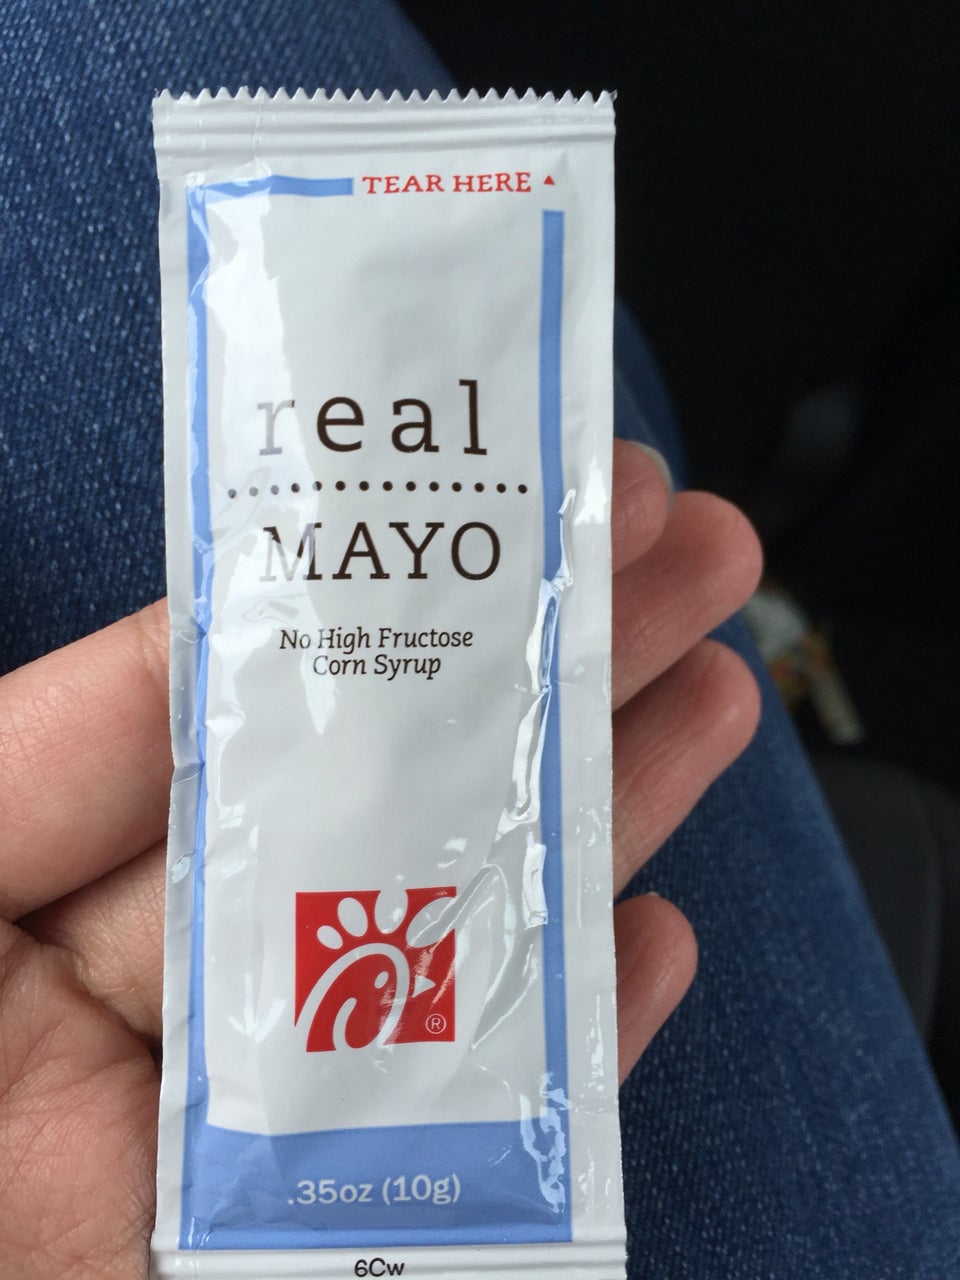 TEAR HERE
real
MAYO
No High Fructose
Corn Syrup
®
.35oz (10g)
6Cw